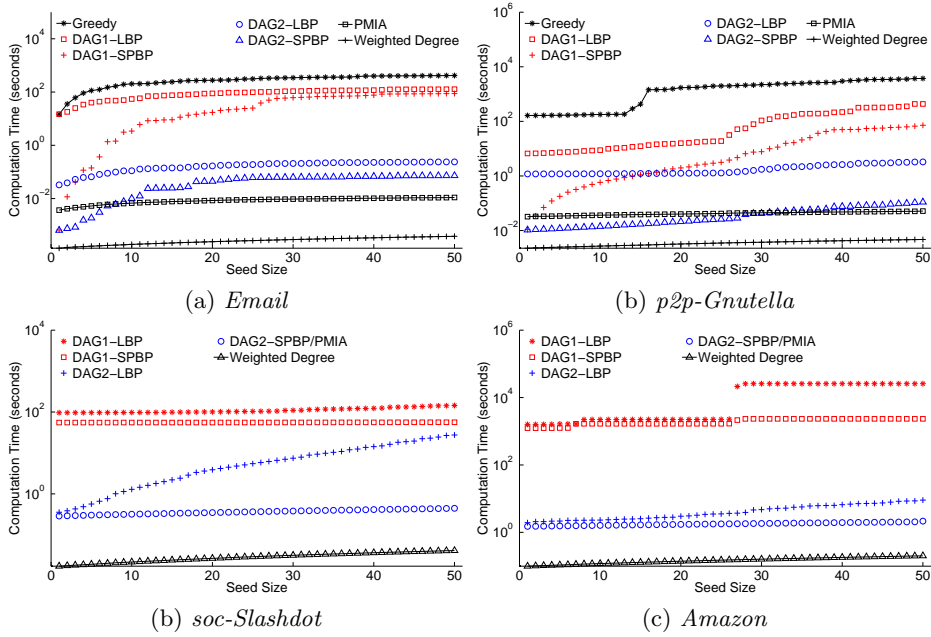 10^4
10^2
10^0
10^-2
Computation Time (seconds)
Greedy
DAG1-LBP
DAG1-SPBP
DAG2-LBP
DAG2-SPBP
PMIA
Weighted Degree
0 10 20 30 40 50
Seed Size
(a) Email
10^6
10^4
10^2
10^0
10^-2
Computation Time (seconds)
Greedy
DAG1-LBP
DAG1-SPBP
DAG2-LBP
DAG2-SPBP
PMIA
Weighted Degree
0 10 20 30 40 50
Seed Size
(b) p2p-Gnutella
10^4
10^2
10^0
Computation Time (seconds)
DAG1-LBP
DAG1-SPBP
DAG2-LBP
DAG2-SPBP/PMIA
Weighted Degree
0 10 20 30 40 50
Seed Size
(b) soc-Slashdot
10^6
10^4
10^2
10^0
Computation Time (seconds)
DAG1-LBP
DAG1-SPBP
DAG2-LBP
DAG2-SPBP/PMIA
Weighted Degree
0 10 20 30 40 50
Seed Size
(c) Amazon